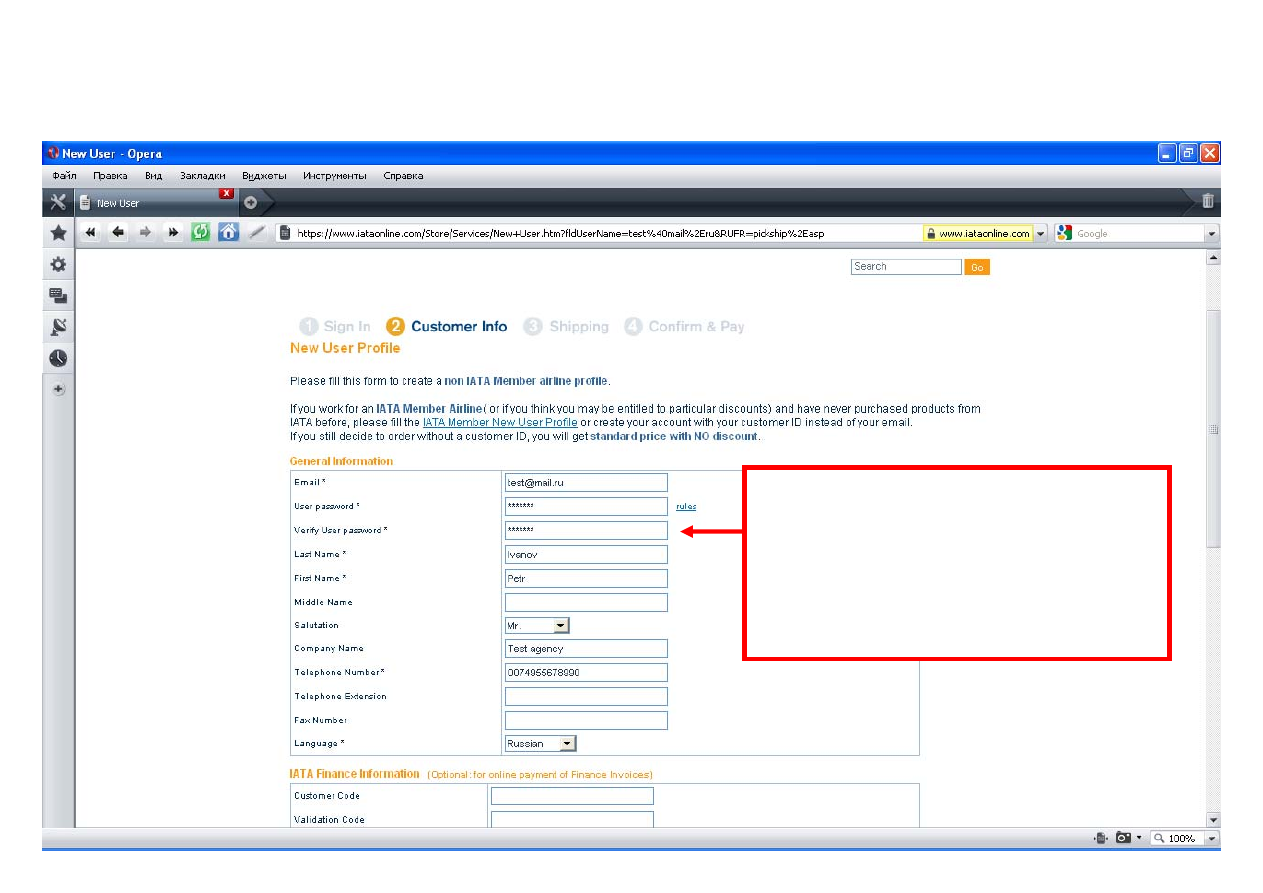 New User - Opera
Файл Правка Вид Закладки Виджеты Инструменты Справка
New User
https://www.iataonline.com/Store/Services/New+User.htm?fldUserName=test%40mail%2Eru&RUFR=pickship%2Easp www.iataonline.com Google
Search Go
1 Sign In 2 Customer Info 3 Shipping 4 Confirm & Pay
New User Profile
Please fill this form to create a non IATA Member airline profile.
If you work for an IATA Member Airline( or if you think you may be entitled to particular discounts) and have never purchased products from
IATA before, please fill the IATA Member New User Profile or create your account with your customer ID instead of your email.
If you still decide to order without a customer ID, you will get standard price with NO discount.
General Information
Email * test@mail.ru
User password * ******* rules
Verify User password * *******
Last Name * Ivanov
First Name * Petr
Middle Name
Salutation Mr.
Company Name Test agency
Telephone Number* 0074955678990
Telephone Extension
Fax Number
Language * Russian
IATA Finance Information (Optional: for online payment of Finance Invoices)
Customer Code
Validation Code
100%